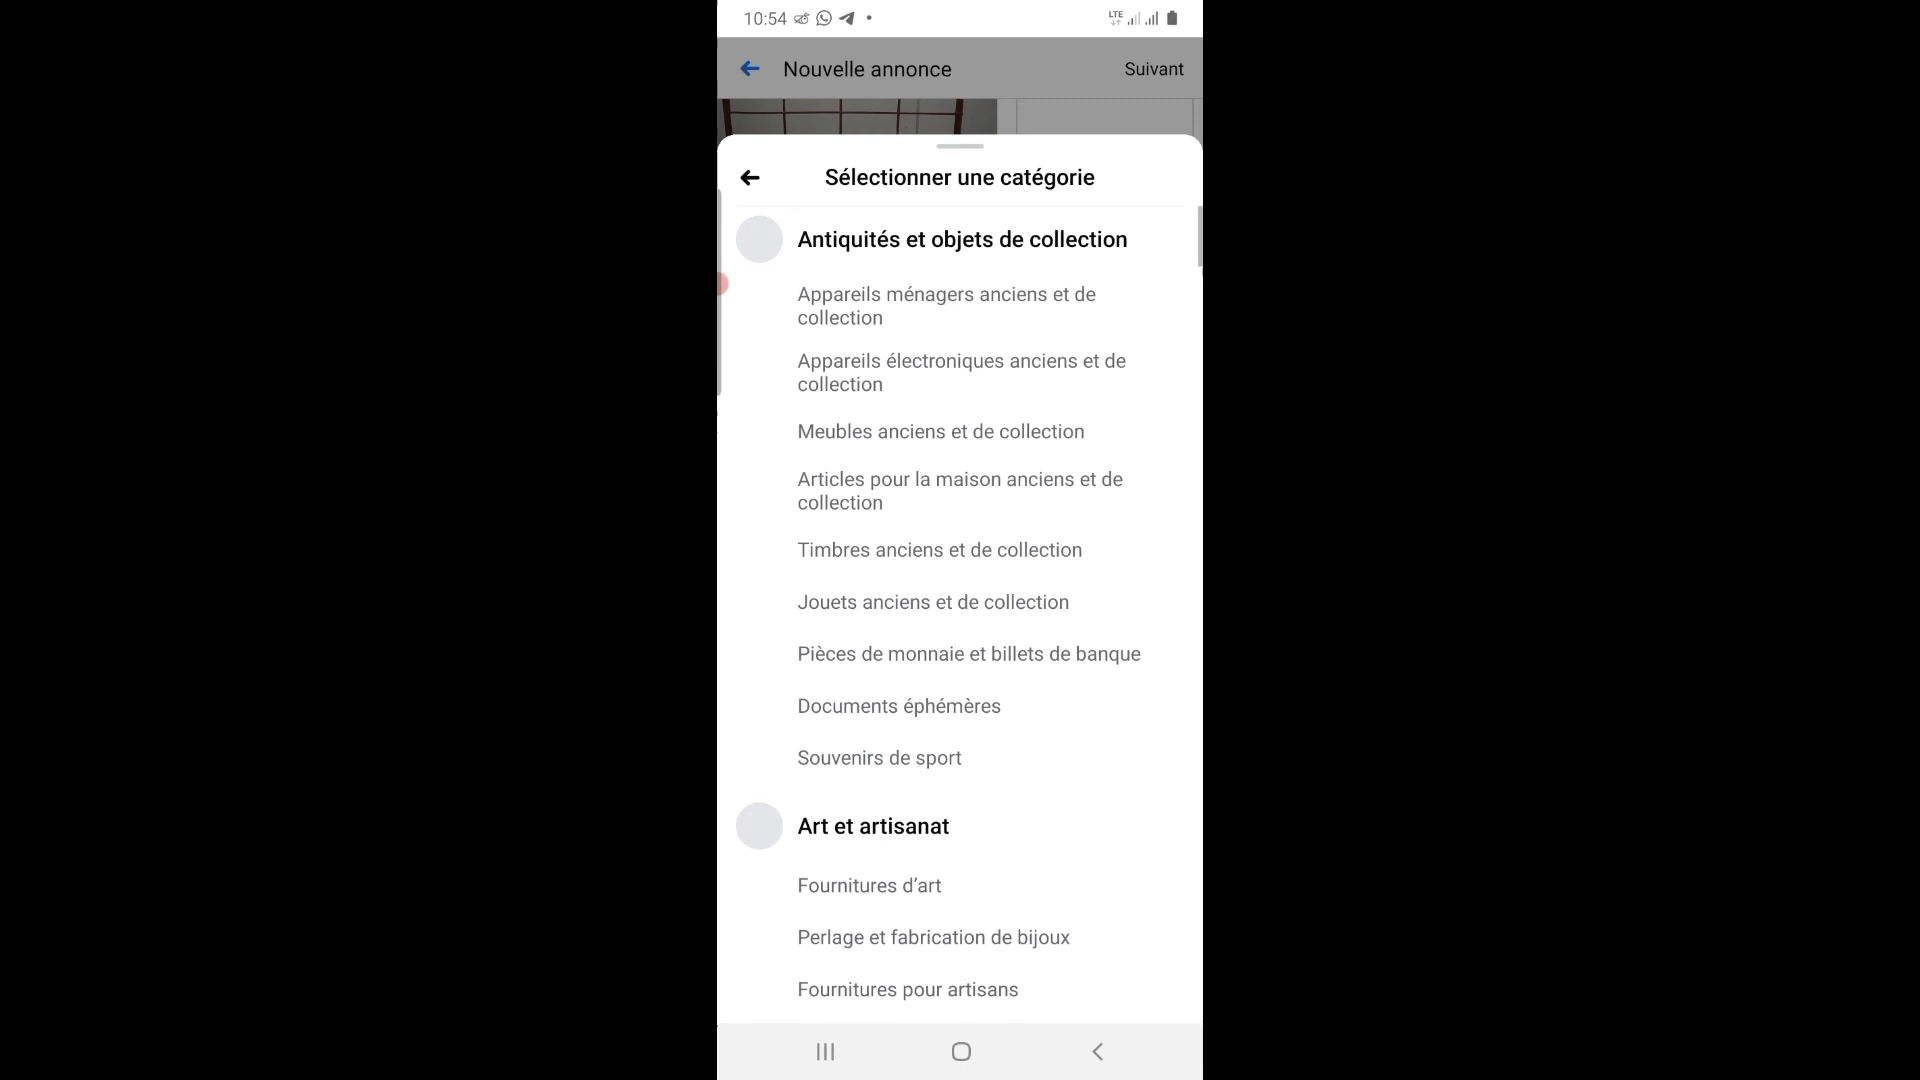 10:54
LTE
Nouvelle annonce
Suivant
Sélectionner une catégorie
Antiquités et objets de collection
Appareils ménagers anciens et de
collection
Appareils électroniques anciens et de
collection
Meubles anciens et de collection
Articles pour la maison anciens et de
collection
Timbres anciens et de collection
Jouets anciens et de collection
Pièces de monnaie et billets de banque
Documents éphémères
Souvenirs de sport
Art et artisanat
Fournitures d’art
Perlage et fabrication de bijoux
Fournitures pour artisans